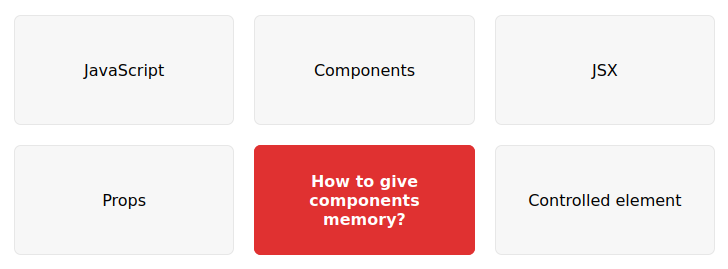 JavaScript
Components
JSX
Props
How to give
components
memory?
Controlled element